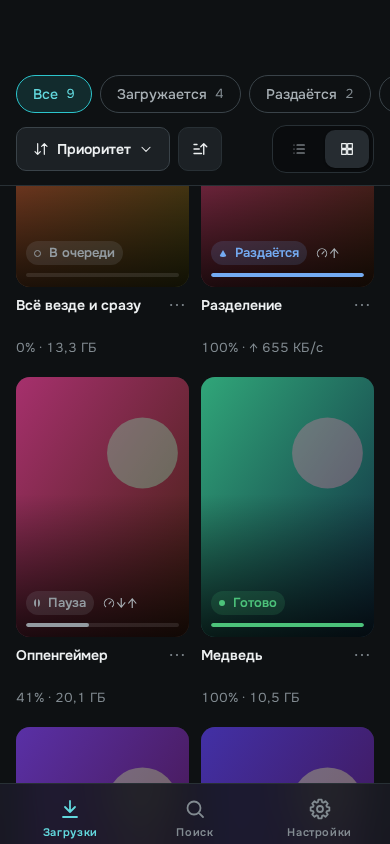 Все 9 Загружается 4 Раздаётся 2
Приоритет
В очереди Раздаётся
Всё везде и сразу ··· Разделение ···
0% · 13,3 ГБ 100% · ↑ 655 КБ/с
Пауза Готово
Оппенгеймер ··· Медведь ···
41% · 20,1 ГБ 100% · 10,5 ГБ
Загрузки Поиск Настройки